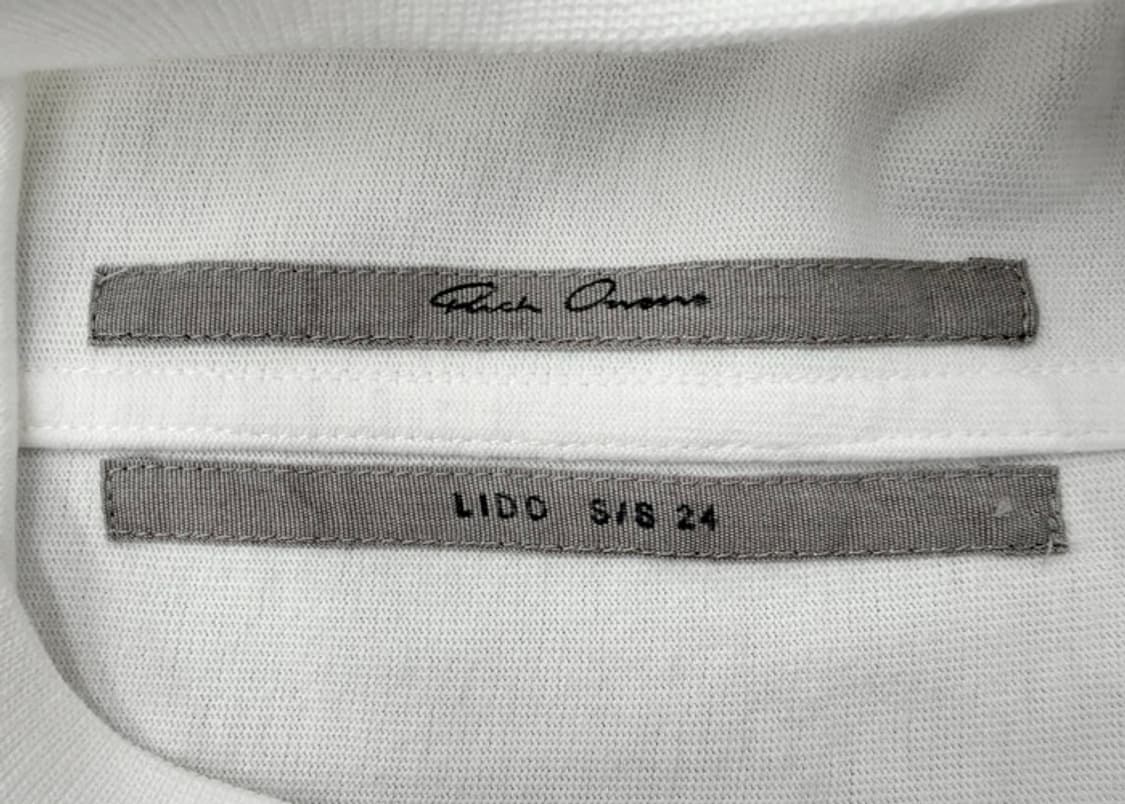 Rick Owens
LIDO S/S 24